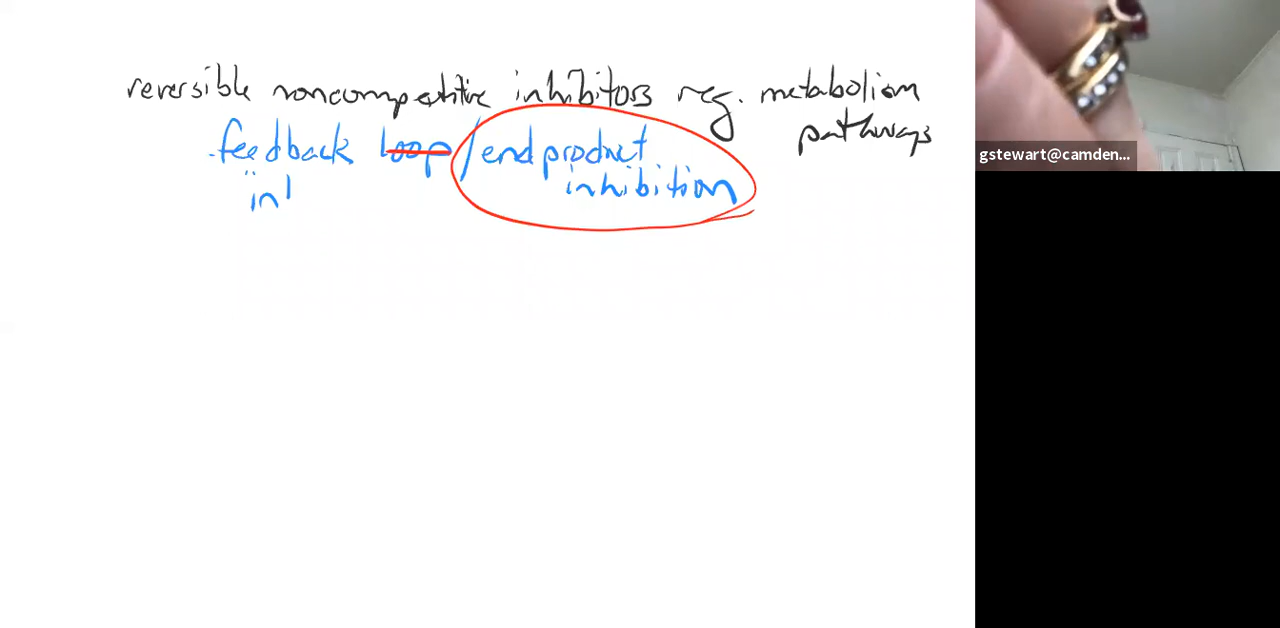 reversible noncompetitive inhibitors reg. metabolism
pathways
feedback loop/end product
inhibition
inh
gstewart@camden...